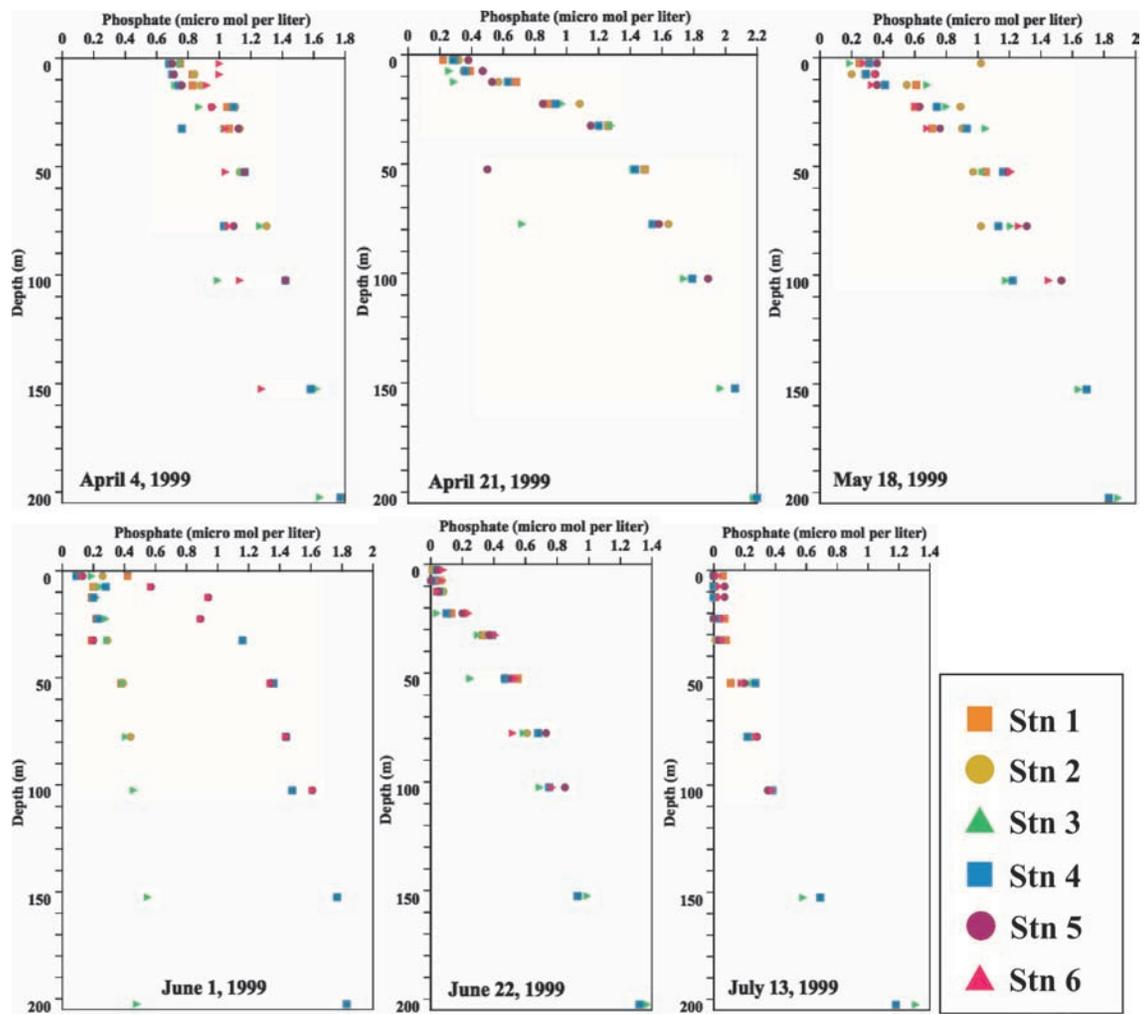 Phosphate (micro mol per liter)
0 0.2 0.4 0.6 0.8 1 1.2 1.4 1.6 1.8
0
50
100
150
200
Depth (m)
April 4, 1999
Phosphate (micro mol per liter)
0 0.2 0.4 0.6 0.8 1 1.2 1.4 1.6 1.8 2 2.2
0
50
100
150
200
Depth (m)
April 21, 1999
Phosphate (micro mol per liter)
0 0.2 0.4 0.6 0.8 1 1.2 1.4 1.6 1.8 2
0
50
100
150
200
Depth (m)
May 18, 1999
Phosphate (micro mol per liter)
0 0.2 0.4 0.6 0.8 1 1.2 1.4 1.6 1.8 2
0
50
100
150
200
Depth (m)
June 1, 1999
Phosphate (micro mol per liter)
0 0.2 0.4 0.6 0.8 1 1.2 1.4
0
50
100
150
200
Depth (m)
June 22, 1999
Phosphate (micro mol per liter)
0 0.2 0.4 0.6 0.8 1 1.2 1.4
0
50
100
150
200
Depth (m)
July 13, 1999
Stn 1
Stn 2
Stn 3
Stn 4
Stn 5
Stn 6